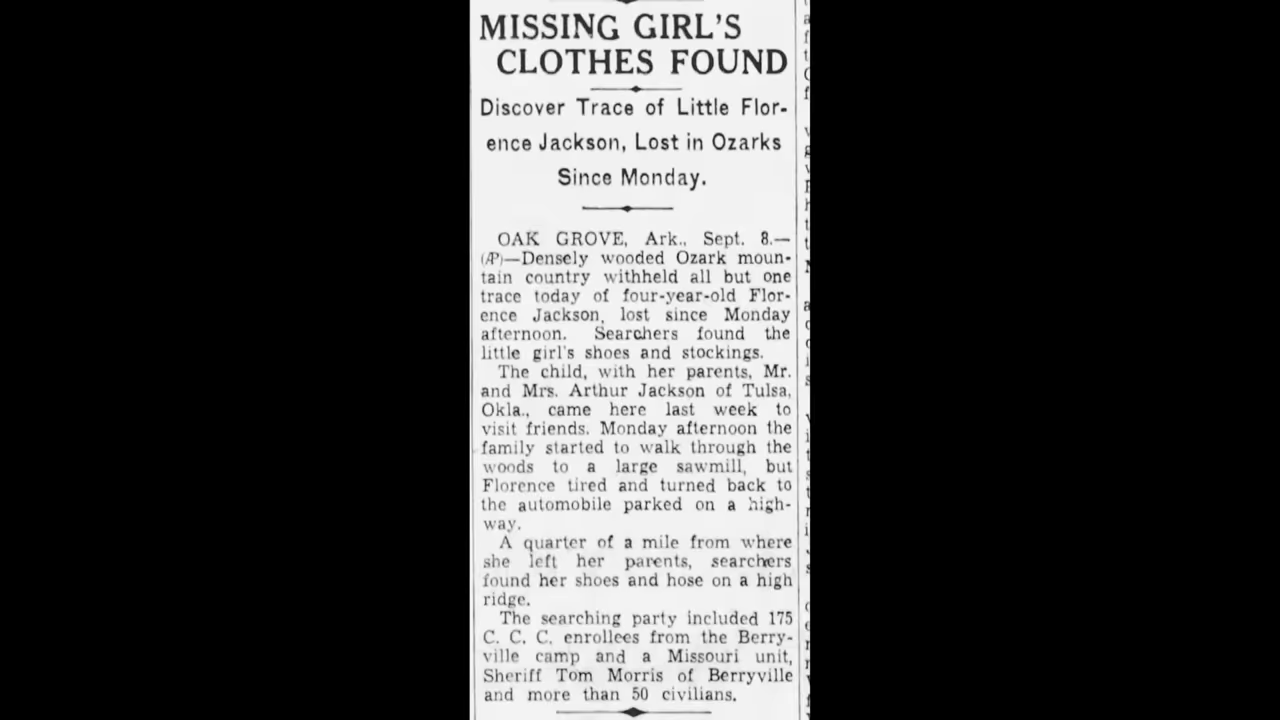 MISSING GIRL'S
CLOTHES FOUND
Discover Trace of Little Flor-
ence Jackson, Lost in Ozarks
Since Monday.
OAK GROVE, Ark., Sept. 8.—
(AP)—Densely wooded Ozark moun-
tain country withheld all but one
trace today of four-year-old Flor-
ence Jackson, lost since Monday
afternoon. Searchers found the
little girl's shoes and stockings.
The child, with her parents, Mr.
and Mrs. Arthur Jackson of Tulsa,
Okla., came here last week to
visit friends. Monday afternoon the
family started to walk through the
woods to a large sawmill, but
Florence tired and turned back to
the automobile parked on a high-
way.
A quarter of a mile from where
she left her parents, searchers
found her shoes and hose on a high
ridge.
The searching party included 175
C. C. C. enrollees from the Berry-
ville camp and a Missouri unit,
Sheriff Tom Morris of Berryville
and more than 50 civilians.